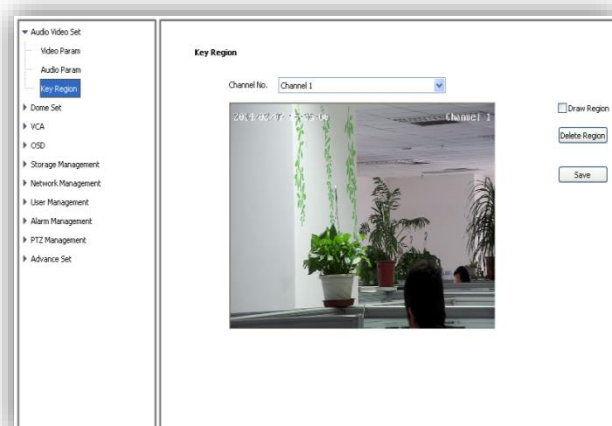 Audio Video Set
Video Param
Audio Param
Key Region
Dome Set
VCA
OSD
Storage Management
Network Management
User Management
Alarm Management
PTZ Management
Advance Set
Key Region
Channel No. Channel 1
Channel 1
Draw Region
Delete Region
Save